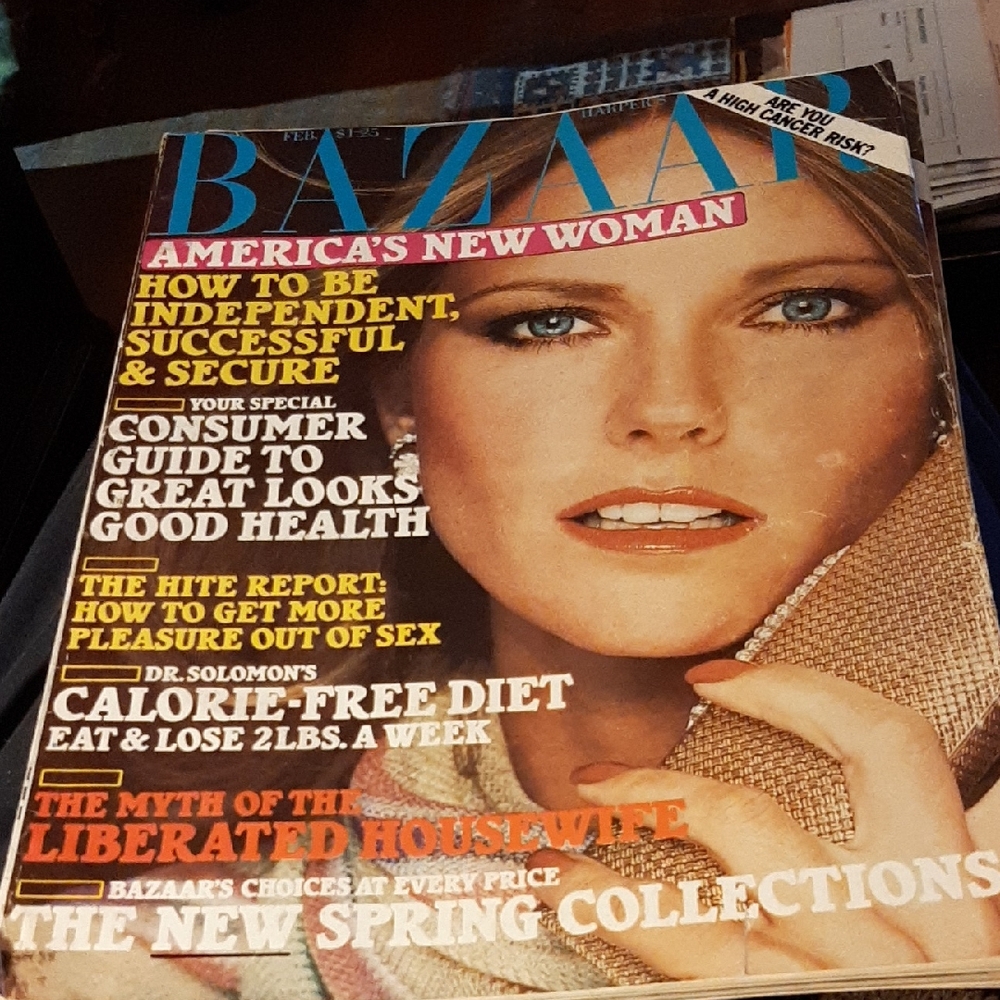 HARPER'S
FEB. $1.25
BAZAAR
ARE YOU
A HIGH CANCER RISK?
AMERICA'S NEW WOMAN
HOW TO BE
INDEPENDENT,
SUCCESSFUL
& SECURE
YOUR SPECIAL
CONSUMER
GUIDE TO
GREAT LOOKS
GOOD HEALTH
THE HITE REPORT:
HOW TO GET MORE
PLEASURE OUT OF SEX
DR. SOLOMON'S
CALORIE-FREE DIET
EAT & LOSE 2LBS. A WEEK
THE MYTH OF THE
LIBERATED HOUSEWIFE
BAZAAR'S CHOICES AT EVERY PRICE
THE NEW SPRING COLLECTIONS